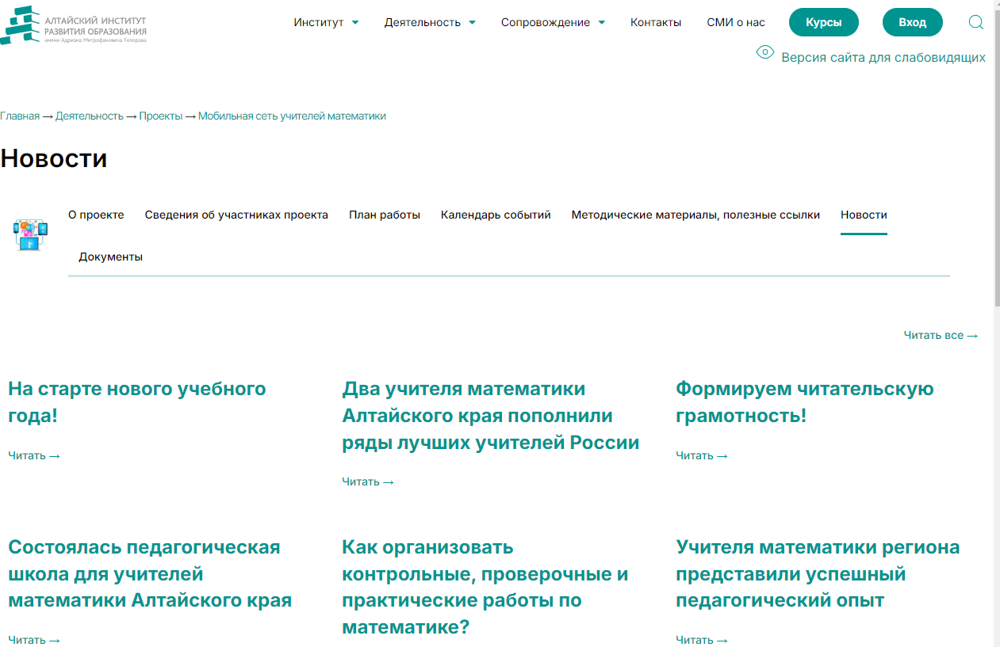 АЛТАЙСКИЙ ИНСТИТУТ
РАЗВИТИЯ ОБРАЗОВАНИЯ
имени Адриана Митрофановича Топорова
Институт Деятельность Сопровождение Контакты СМИ о нас Курсы Вход
Версия сайта для слабовидящих
Главная → Деятельность → Проекты → Мобильная сеть учителей математики
Новости
О проекте Сведения об участниках проекта План работы Календарь событий Методические материалы, полезные ссылки Новости
Документы
Читать все →
На старте нового учебного
года!
Читать →
Два учителя математики
Алтайского края пополнили
ряды лучших учителей России
Читать →
Формируем читательскую
грамотность!
Читать →
Состоялась педагогическая
школа для учителей
математики Алтайского края
Читать →
Как организовать
контрольные, проверочные и
практические работы по
математике?
Учителя математики региона
представили успешный
педагогический опыт
Читать →